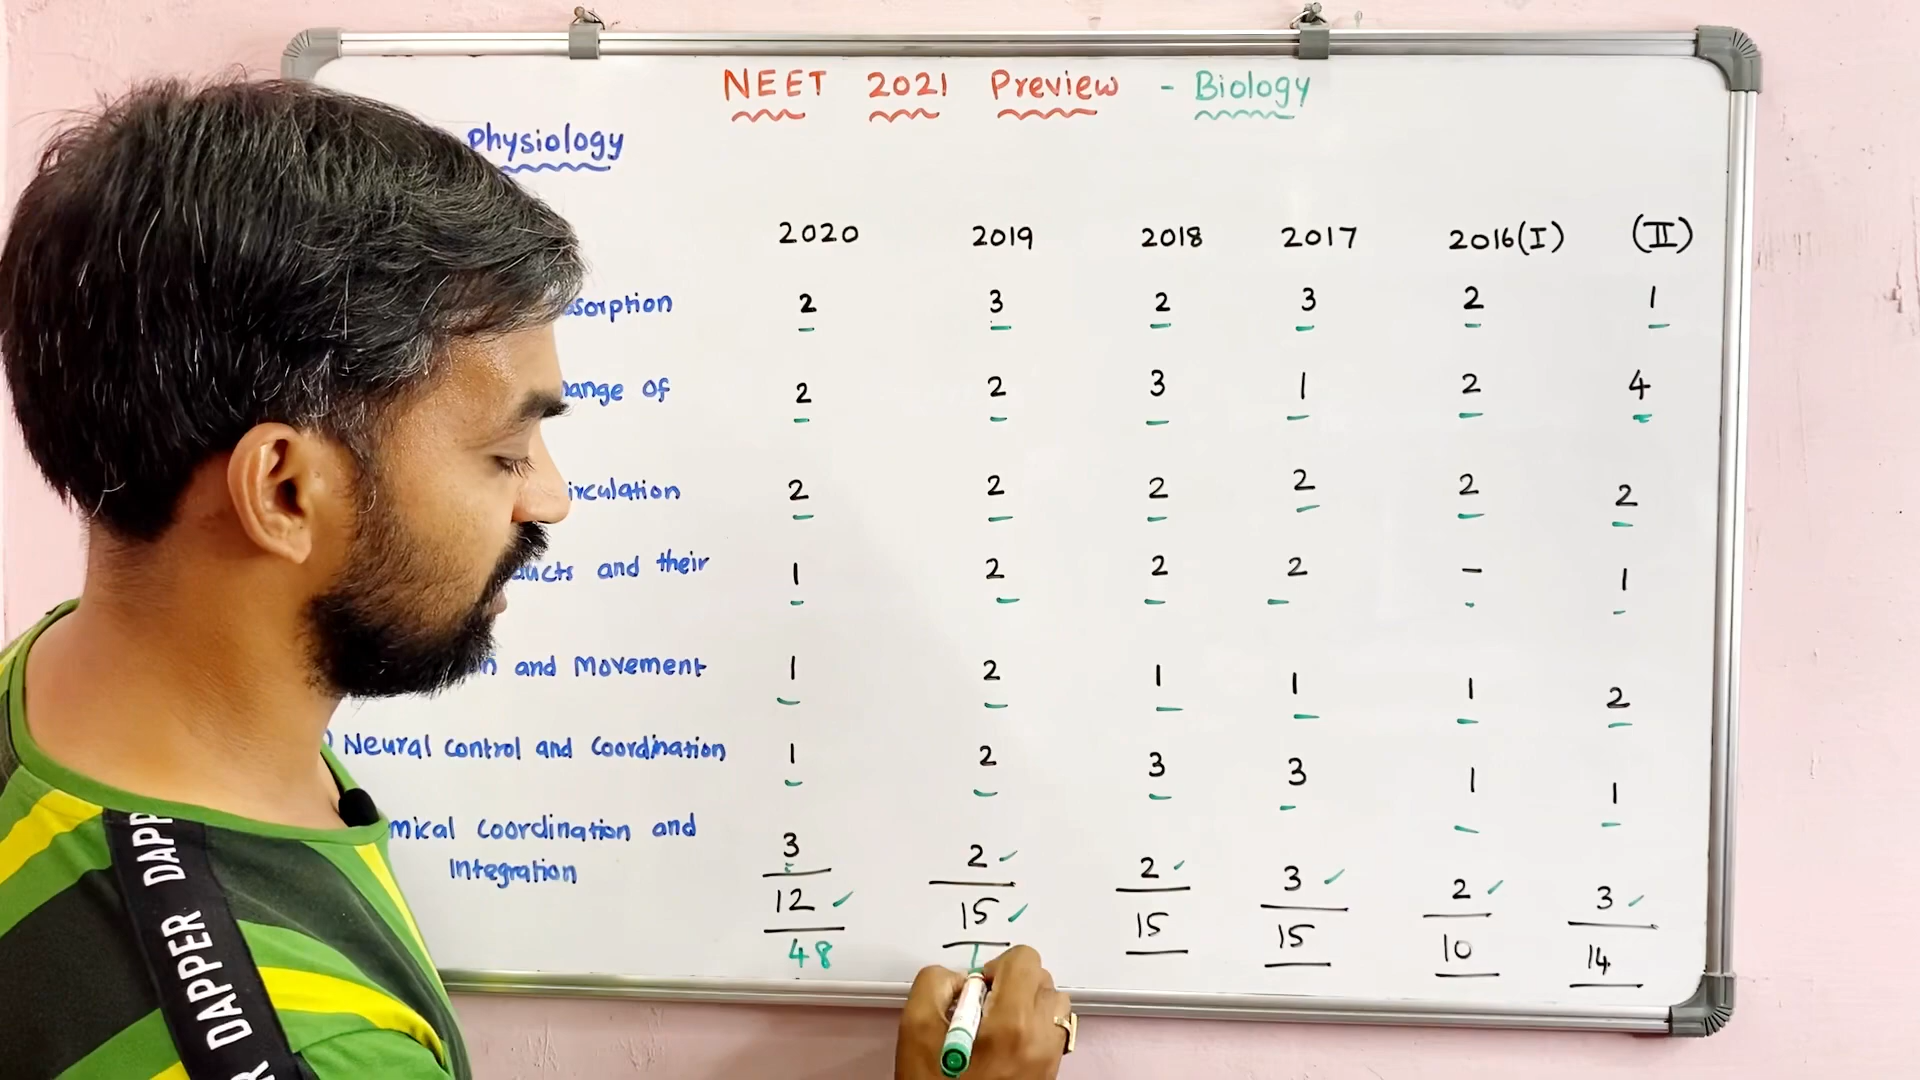 NEET 2021 Preview - Biology
Physiology
2020 2019 2018 2017 2016(I) (II)
sorption 2 3 2 3 2 1
ange of 2 2 3 1 2 4
irculation 2 2 2 2 2 2
ucts and their 1 2 2 2 - 1
n and Movement 1 2 1 1 1 2
) Neural control and Coordination 1 2 3 3 1 1
mical Coordination and
Integration 3 2 2 3 2 3
12 15 15 15 10 14
48
DAPPER DAPPER